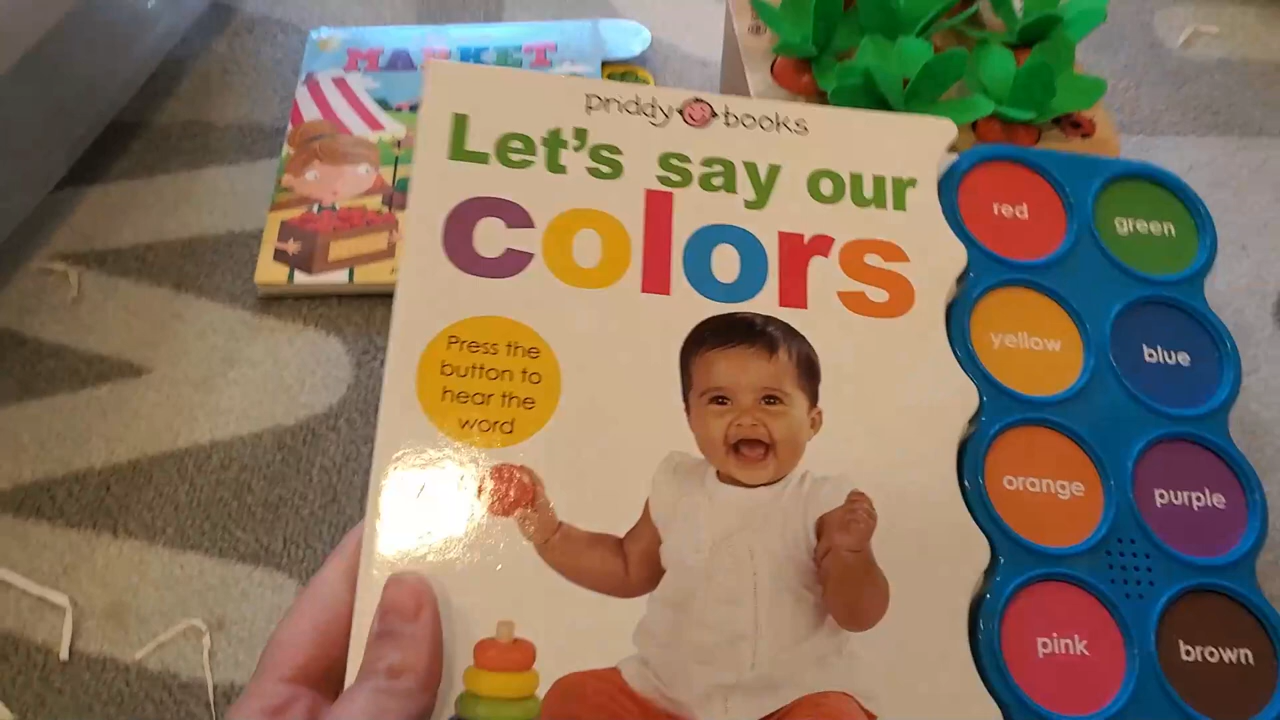 MARKET
priddy books
Let's say our
colors
Press the
button to
hear the
word
red
green
yellow
blue
orange
purple
pink
brown